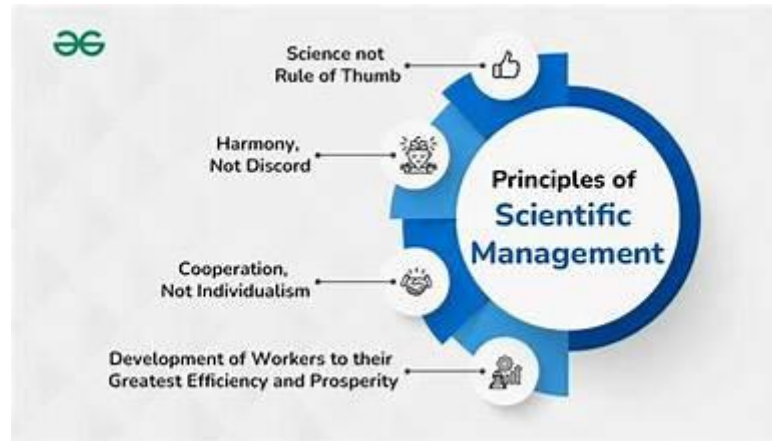 Science not
Rule of Thumb
Harmony,
Not Discord
Cooperation,
Not Individualism
Development of Workers to their
Greatest Efficiency and Prosperity
Principles of
Scientific
Management